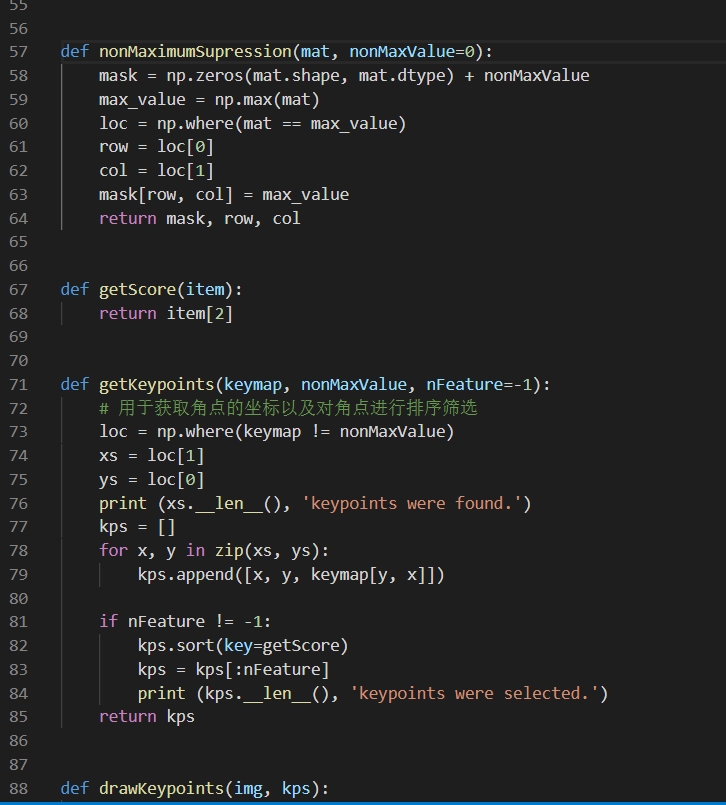 55
56
57 def nonMaximumSupression(mat, nonMaxValue=0):
58     mask = np.zeros(mat.shape, mat.dtype) + nonMaxValue
59     max_value = np.max(mat)
60     loc = np.where(mat == max_value)
61     row = loc[0]
62     col = loc[1]
63     mask[row, col] = max_value
64     return mask, row, col
65
66
67 def getScore(item):
68     return item[2]
69
70
71 def getKeypoints(keymap, nonMaxValue, nFeature=-1):
72     # 用于获取角点的坐标以及对角点进行排序筛选
73     loc = np.where(keymap != nonMaxValue)
74     xs = loc[1]
75     ys = loc[0]
76     print (xs.__len__(), 'keypoints were found.')
77     kps = []
78     for x, y in zip(xs, ys):
79         kps.append([x, y, keymap[y, x]])
80
81     if nFeature != -1:
82         kps.sort(key=getScore)
83         kps = kps[:nFeature]
84         print (kps.__len__(), 'keypoints were selected.')
85     return kps
86
87
88 def drawKeypoints(img, kps):